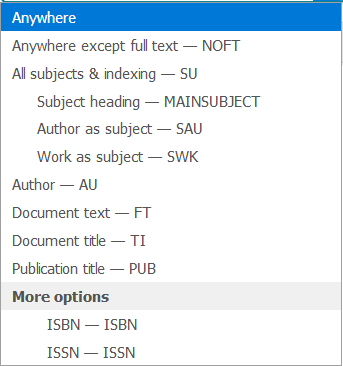 Anywhere
Anywhere except full text — NOFT
All subjects & indexing — SU
Subject heading — MAINSUBJECT
Author as subject — SAU
Work as subject — SWK
Author — AU
Document text — FT
Document title — TI
Publication title — PUB
More options
ISBN — ISBN
ISSN — ISSN